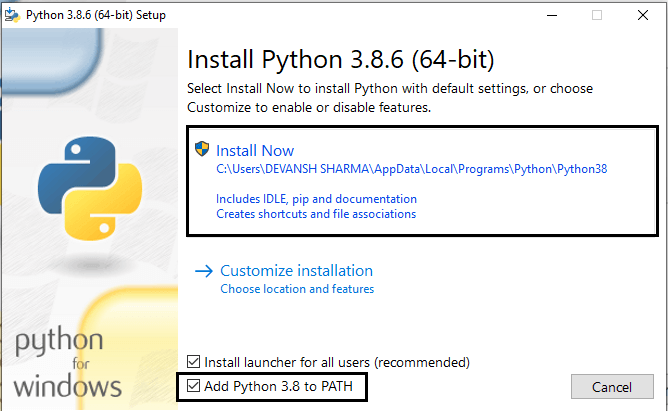 Python 3.8.6 (64-bit) Setup
Install Python 3.8.6 (64-bit)
Select Install Now to install Python with default settings, or choose
Customize to enable or disable features.
Install Now
C:\Users\DEVANSH SHARMA\AppData\Local\Programs\Python\Python38
Includes IDLE, pip and documentation
Creates shortcuts and file associations
Customize installation
Choose location and features
python
for
windows
Install launcher for all users (recommended)
Add Python 3.8 to PATH
Cancel